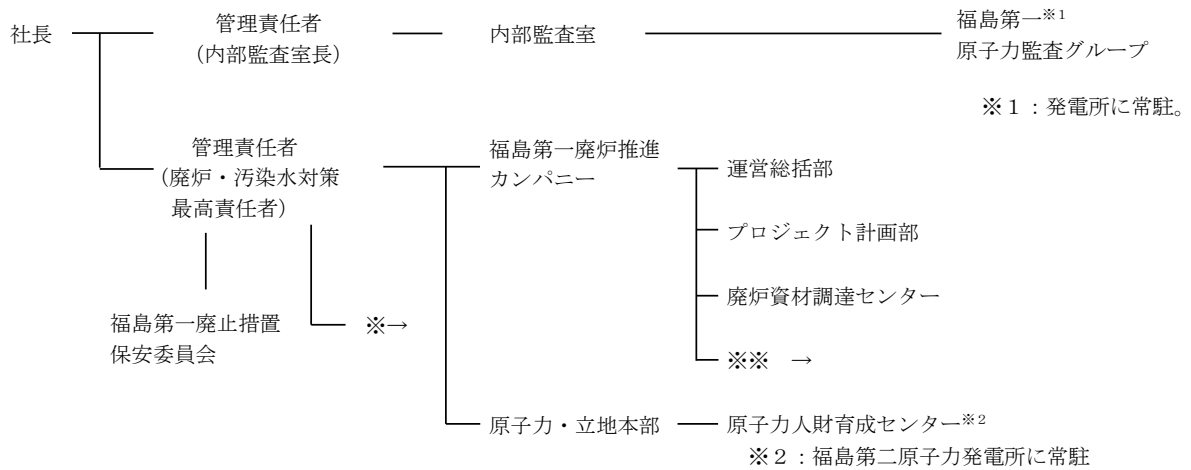 社長
管理責任者
(内部監査室長)
内部監査室
福島第一※1
原子力監査グループ
※1:発電所に常駐。
管理責任者
(廃炉・汚染水対策
最高責任者)
福島第一廃炉推進
カンパニー
運営総括部
プロジェクト計画部
廃炉資材調達センター
福島第一廃止措置
保安委員会
※→
※※ →
原子力・立地本部
原子力人財育成センター※2
※2:福島第二原子力発電所に常駐